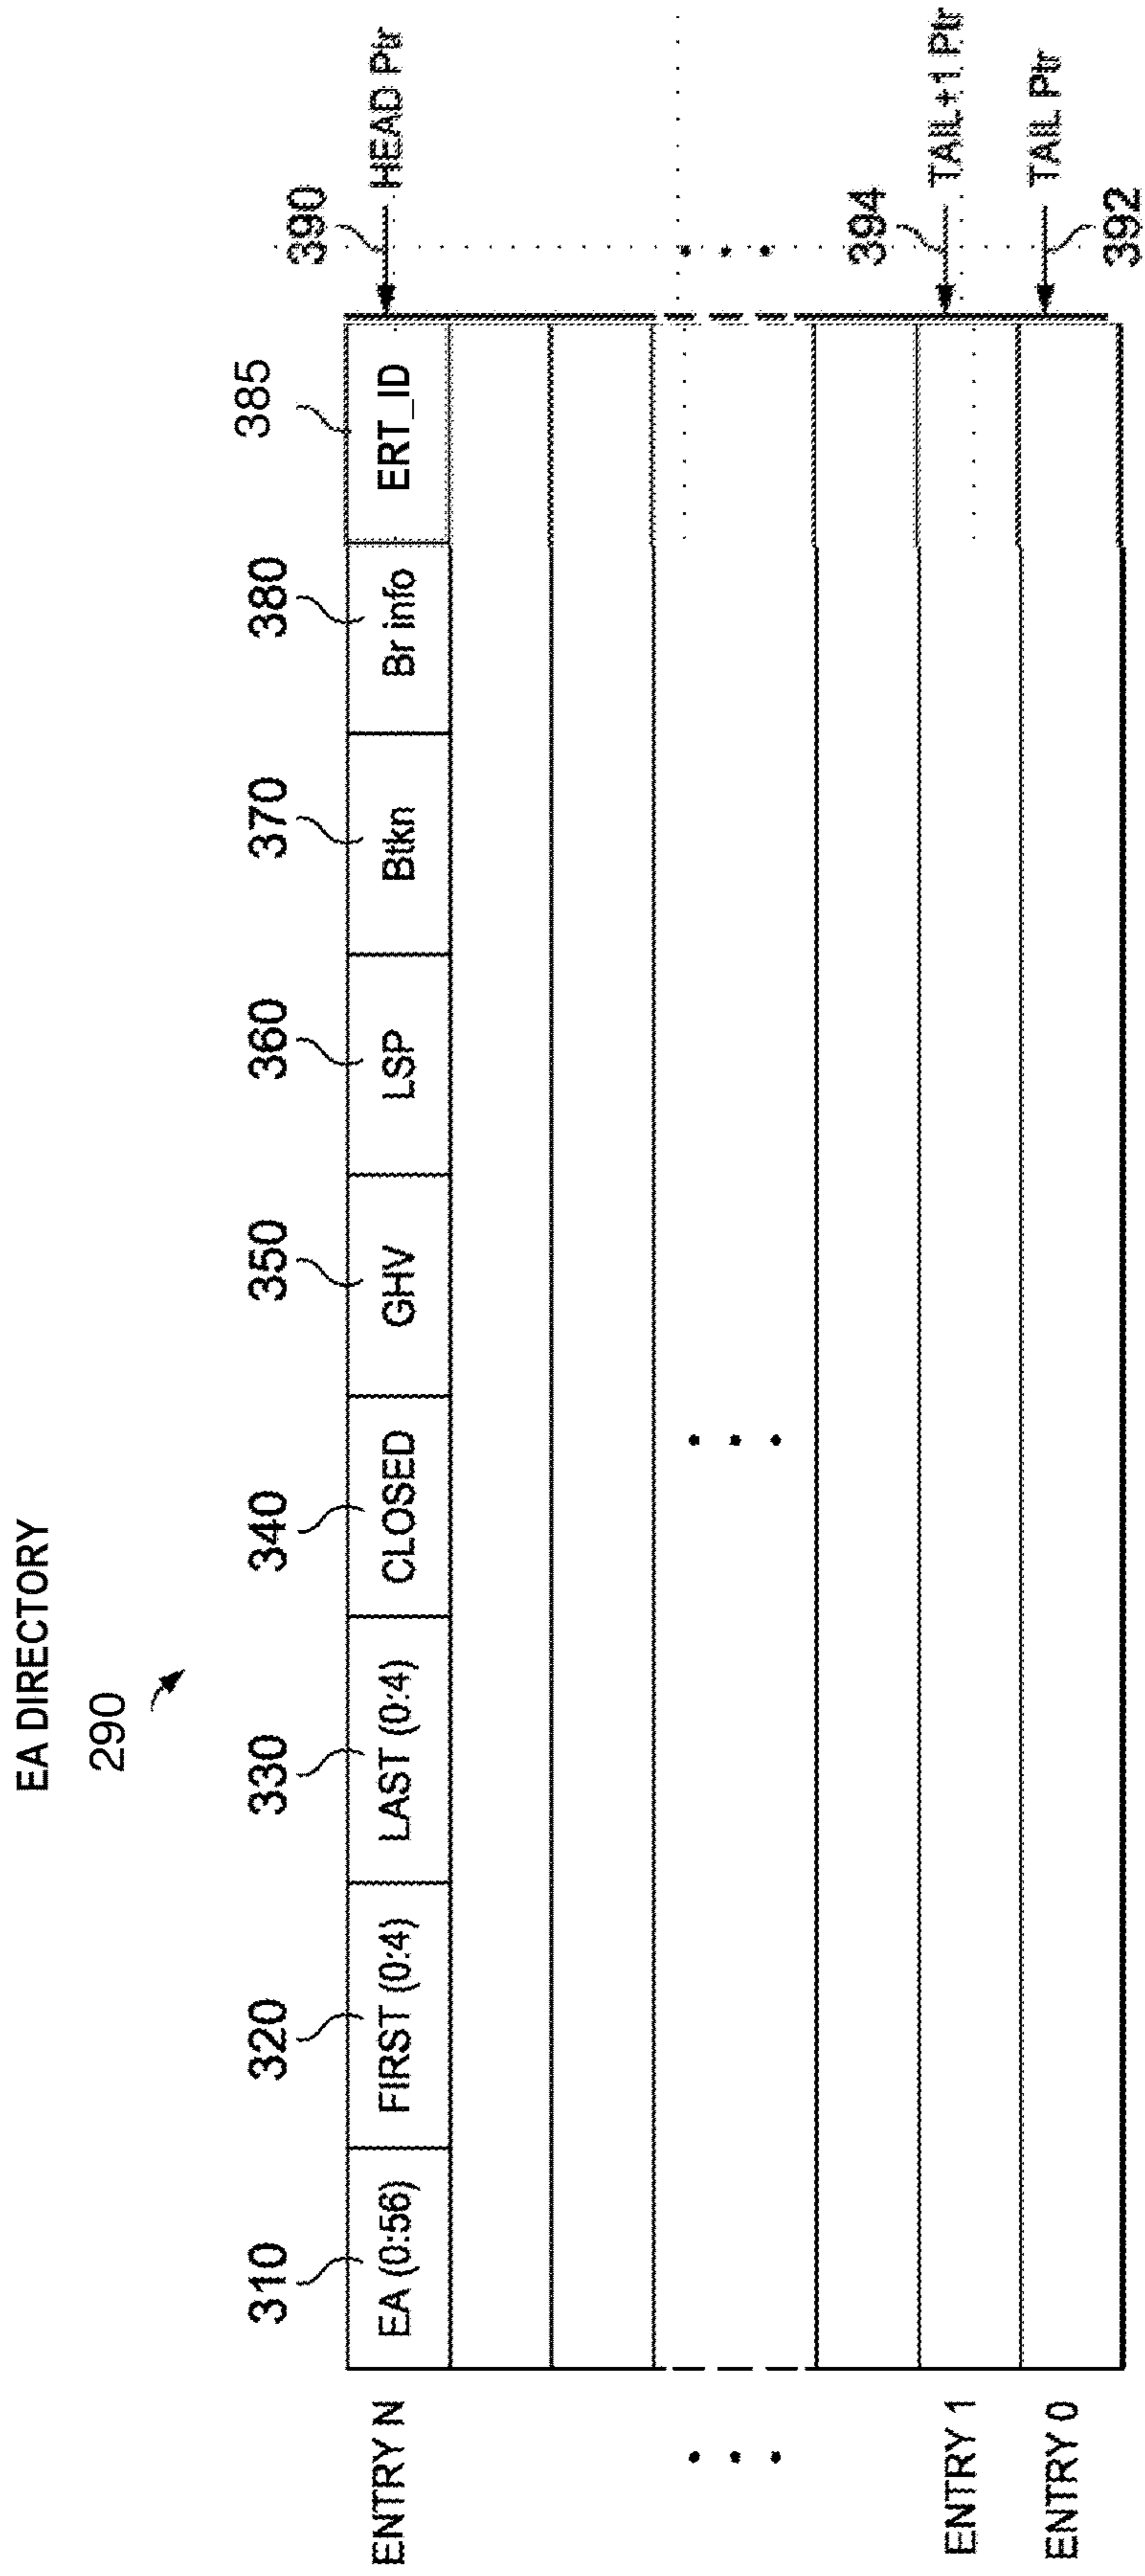 EA DIRECTORY
290
310 320 330 340 350 360 370 380 385
390
ENTRY N EA (0:56) FIRST (0:4) LAST (0:4) CLOSED GHV LSP Btkn Br info ERT_ID HEAD Ptr
394
ENTRY 1 TAIL+1 Ptr
ENTRY 0 TAIL Ptr
392